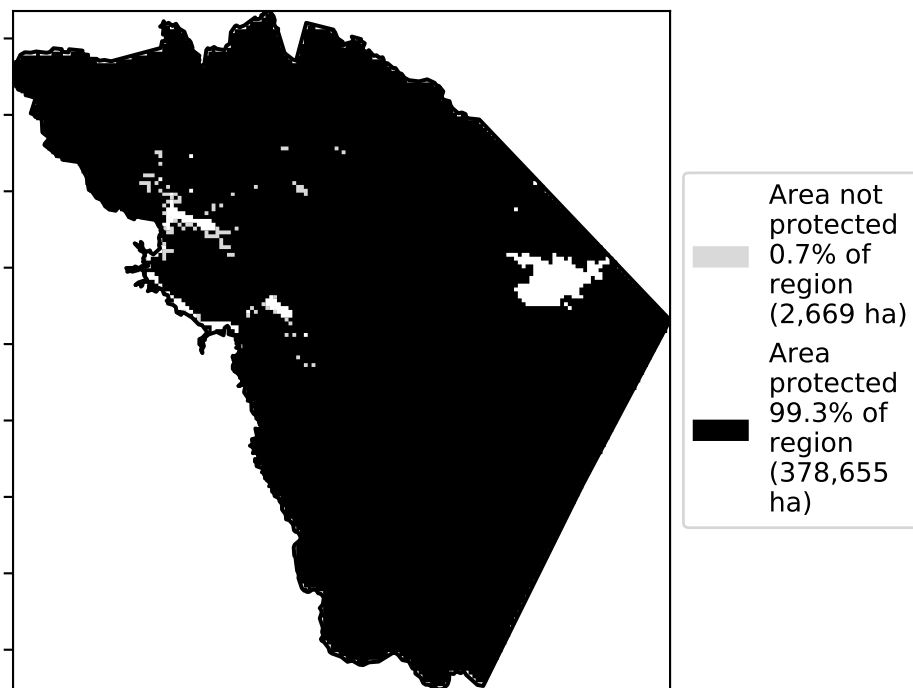 Area not
protected
0.7% of
region
(2,669 ha)
Area
protected
99.3% of
region
(378,655
ha)